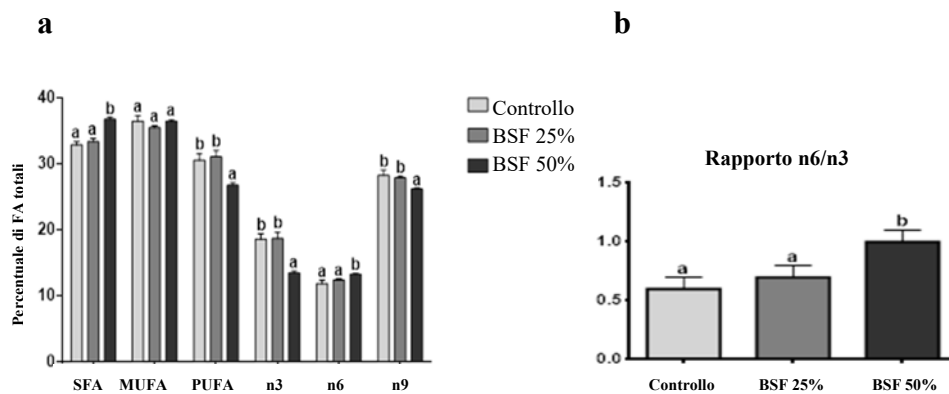 a
b
40
30
20
10
0
Percentuale di FA totali
a a b
a a a
b b a
b b a
a a b
b b a
SFA MUFA PUFA n3 n6 n9
Controllo
BSF 25%
BSF 50%
Rapporto n6/n3
1.5
1.0
0.5
0.0
a a b
Controllo BSF 25% BSF 50%